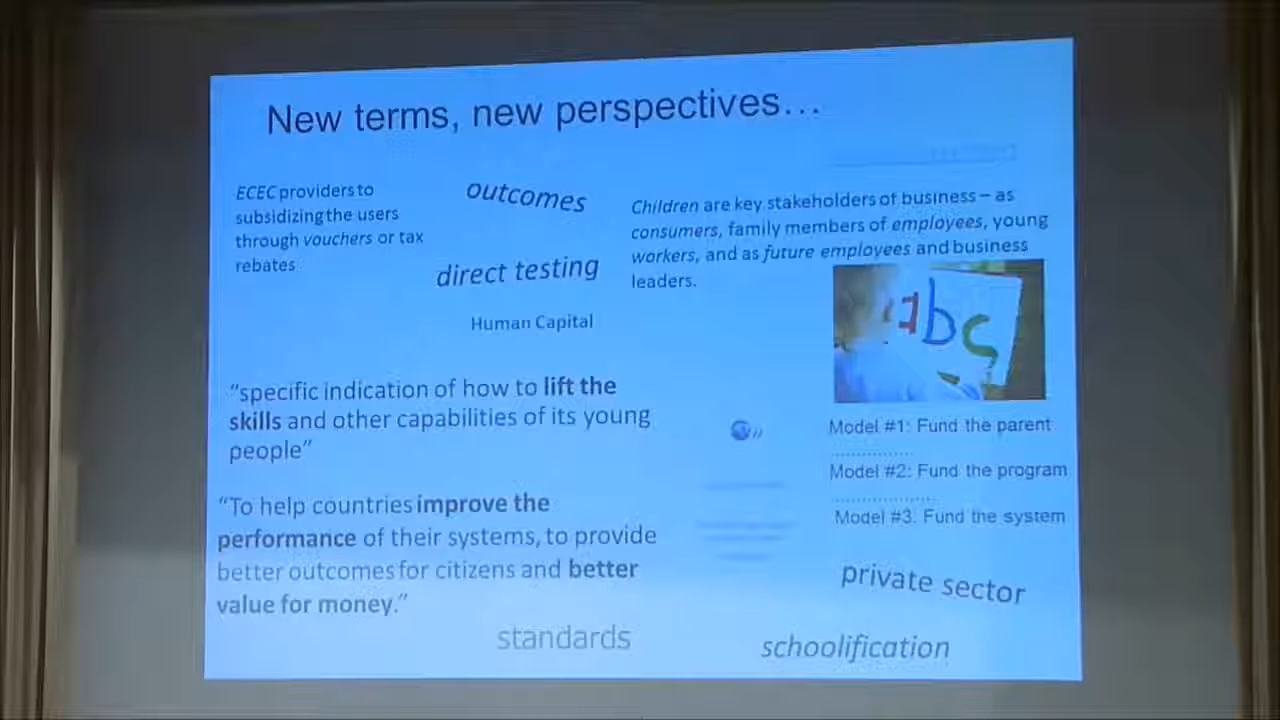 New terms, new perspectives...
ECEC providers to
subsidizing the users
through vouchers or tax
rebates
outcomes
direct testing
Human Capital
Children are key stakeholders of business – as
consumers, family members of employees, young
workers, and as future employees and business
leaders.
abc
"specific indication of how to lift the
skills and other capabilities of its young
people"
"To help countries improve the
performance of their systems, to provide
better outcomes for citizens and better
value for money."
Model #1: Fund the parent
Model #2: Fund the program
Model #3. Fund the system
private sector
standards
schoolification